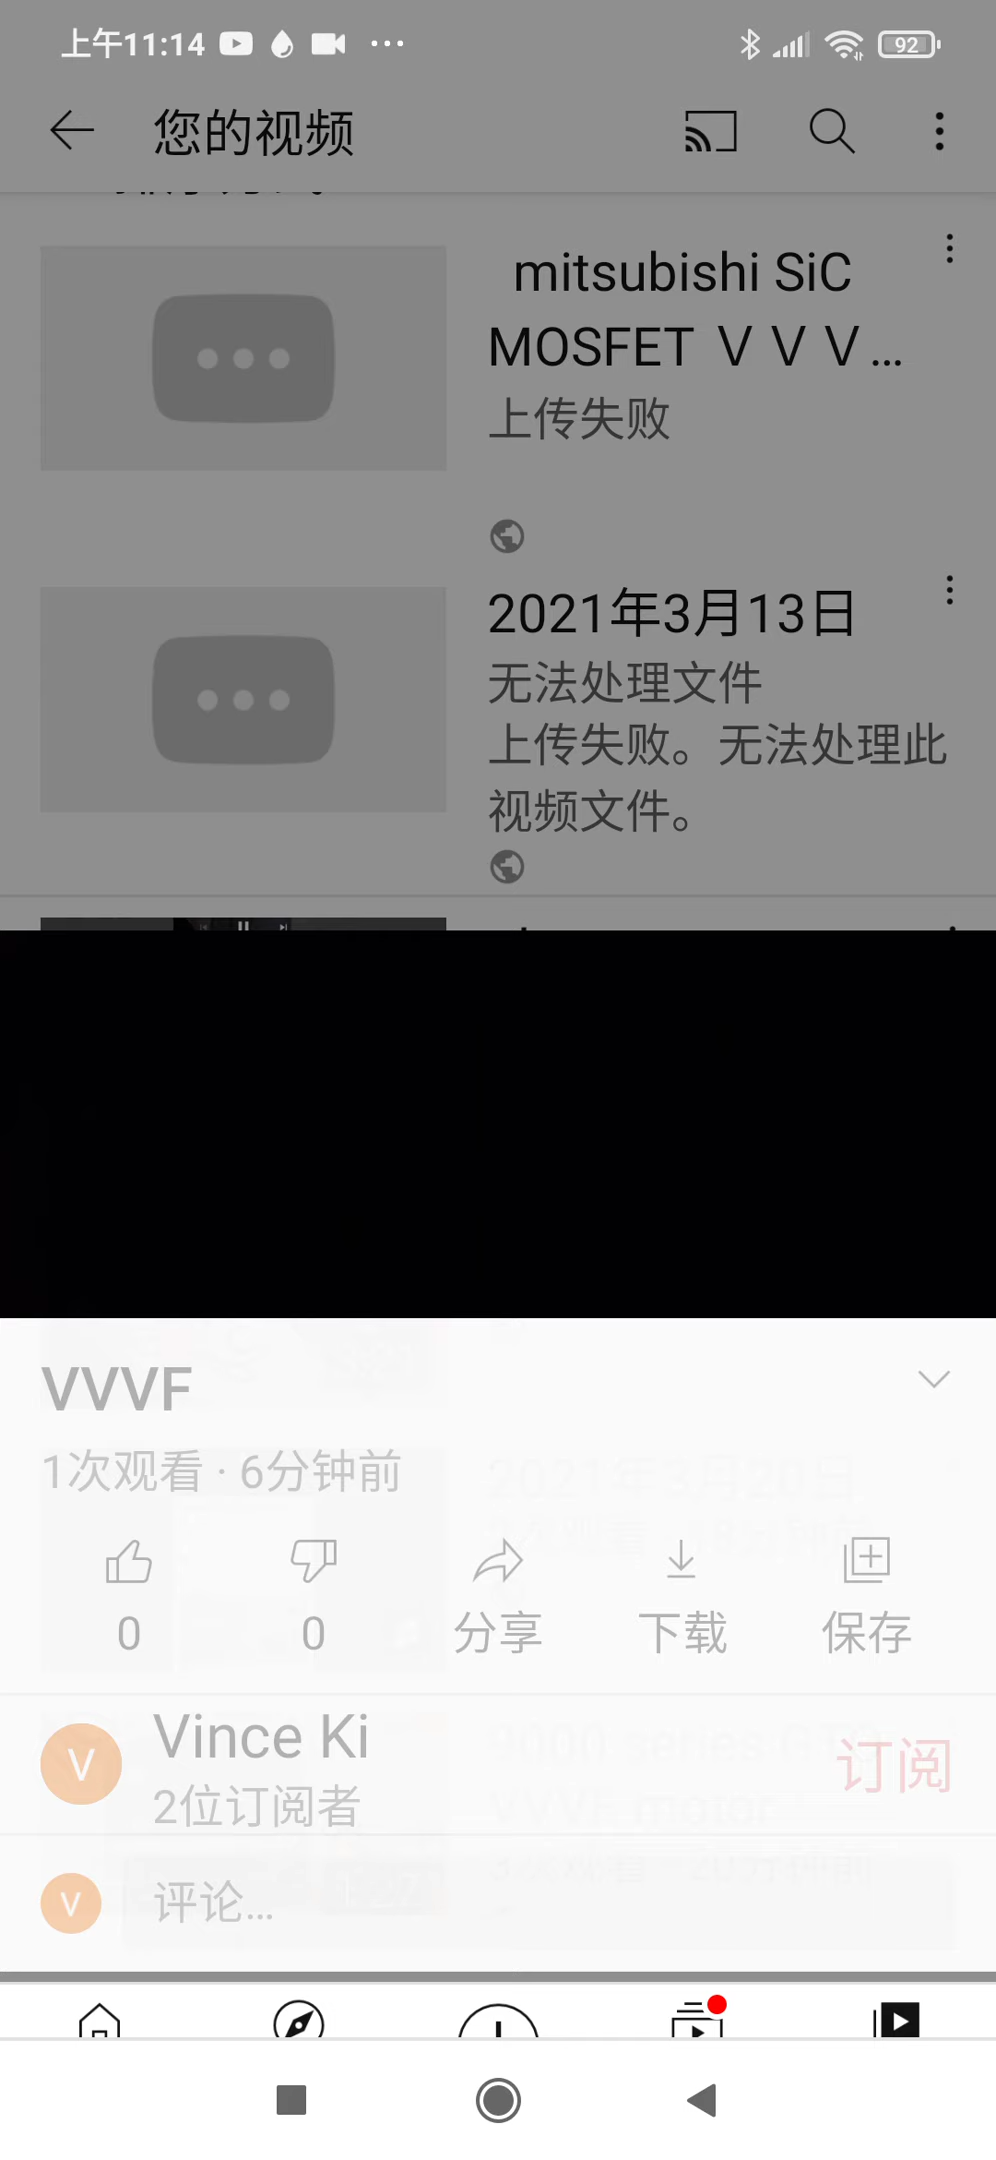 上午11:14
92
您的视频
mitsubishi SiC
MOSFET ＶＶＶ...
上传失败
2021年3月13日
无法处理文件
上传失败。无法处理此
视频文件。
VVVF
1次观看 · 6分钟前
0
0
分享
下载
保存
V
Vince Ki
2位订阅者
订阅
V
评论...